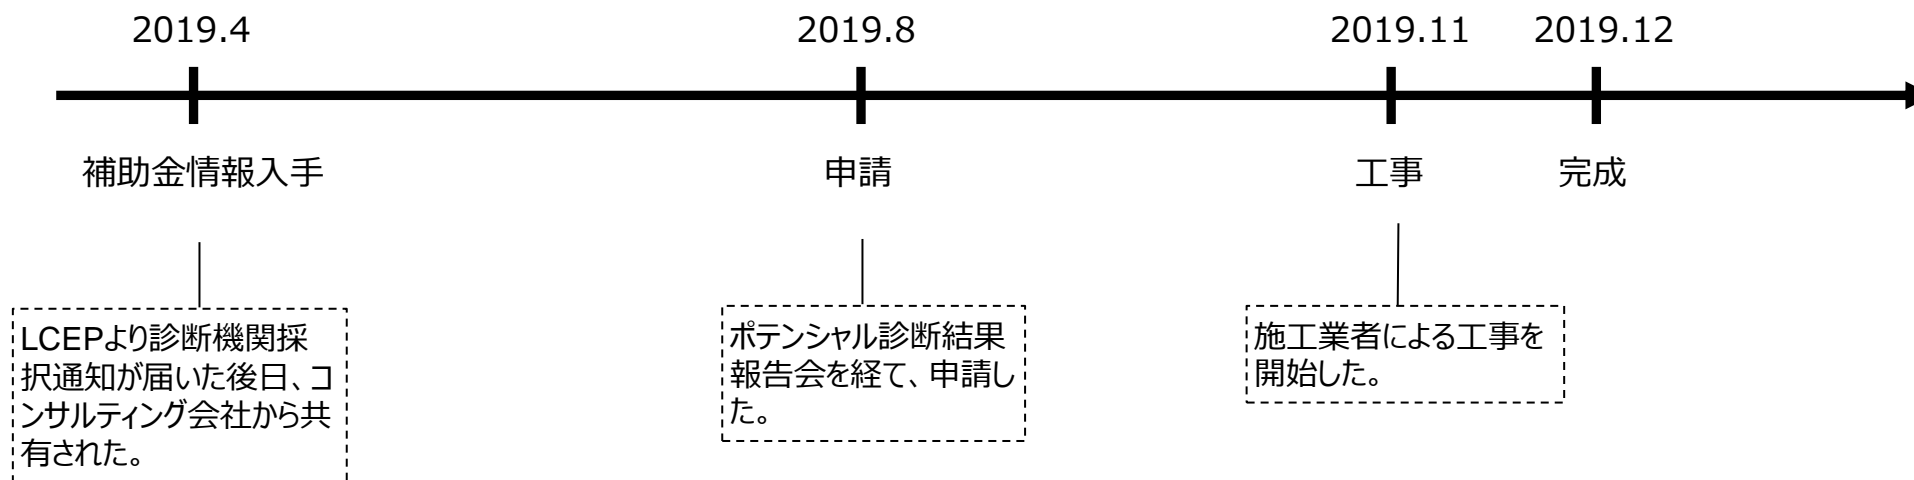 2019.4 2019.8 2019.11 2019.12
補助金情報入手 申請 工事 完成
LCEPより診断機関採
択通知が届いた後日、コ
ンサルティング会社から共
有された。
ポテンシャル診断結果
報告会を経て、申請し
た。
施工業者による工事を
開始した。